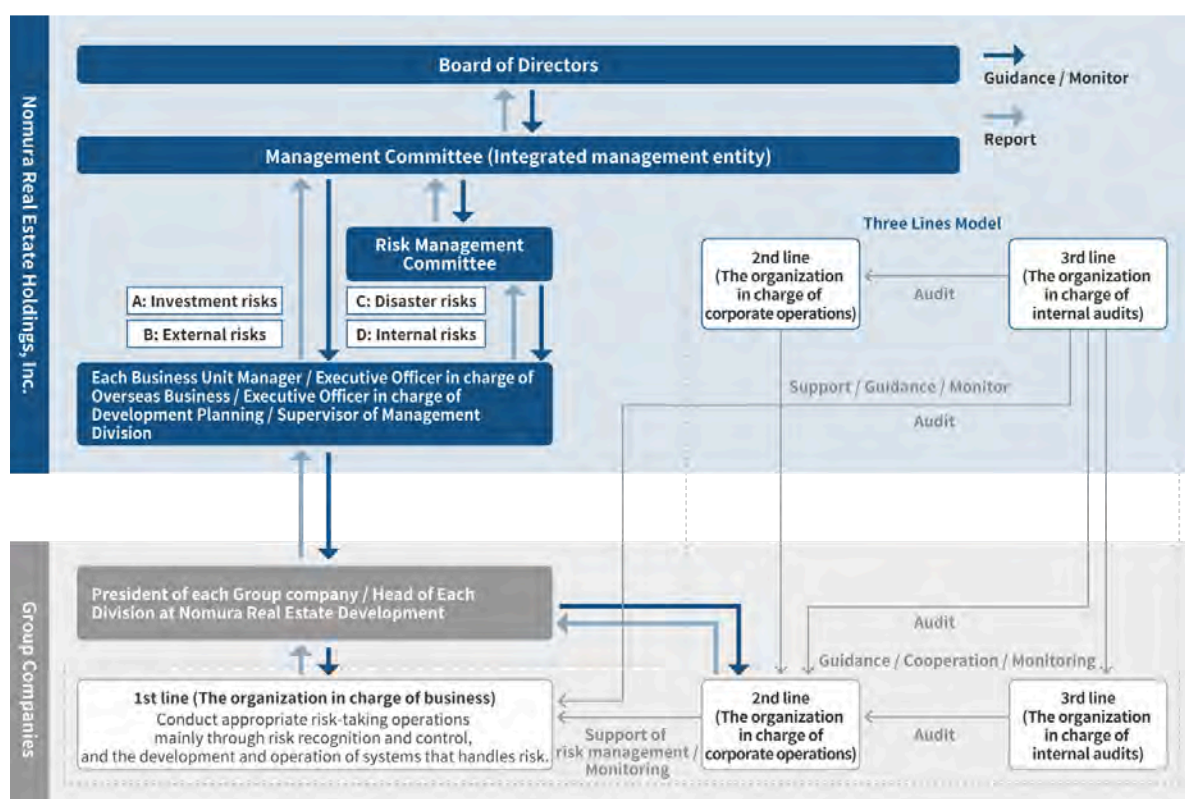 Nomura Real Estate Holdings, Inc.
Board of Directors
Guidance / Monitor
Report
Management Committee (Integrated management entity)
Risk Management
Committee
A: Investment risks
B: External risks
C: Disaster risks
D: Internal risks
Each Business Unit Manager / Executive Officer in charge of
Overseas Business / Executive Officer in charge of
Development Planning / Supervisor of Management
Division
Three Lines Model
2nd line
(The organization
in charge of
corporate operations)
Audit
3rd line
(The organization
in charge of
internal audits)
Support / Guidance / Monitor
Audit
Group Companies
President of each Group company / Head of Each
Division at Nomura Real Estate Development
Audit
Guidance / Cooperation / Monitoring
1st line (The organization in charge of business)
Conduct appropriate risk-taking operations
mainly through risk recognition and control,
and the development and operation of systems that handles risk.
Support of
risk management /
Monitoring
2nd line
(The organization
in charge of
corporate operations)
Audit
3rd line
(The organization
in charge of
internal audits)